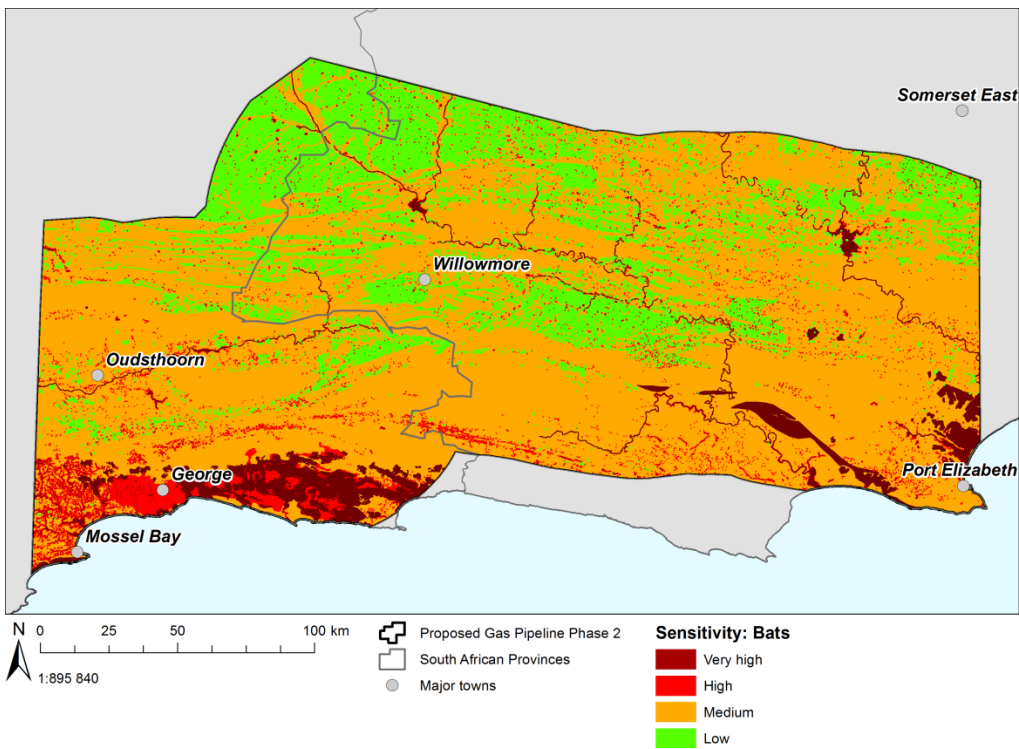 Somerset East
Willowmore
Oudsthoorn
George
Port Elizabeth
Mossel Bay
N 0 25 50 100 km
1:895 840
Proposed Gas Pipeline Phase 2
South African Provinces
Major towns
Sensitivity: Bats
Very high
High
Medium
Low